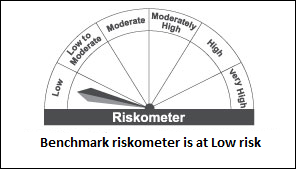 Low
Low to
Moderate
Moderate
Moderately
High
High
very High
Riskometer
Benchmark riskometer is at Low risk